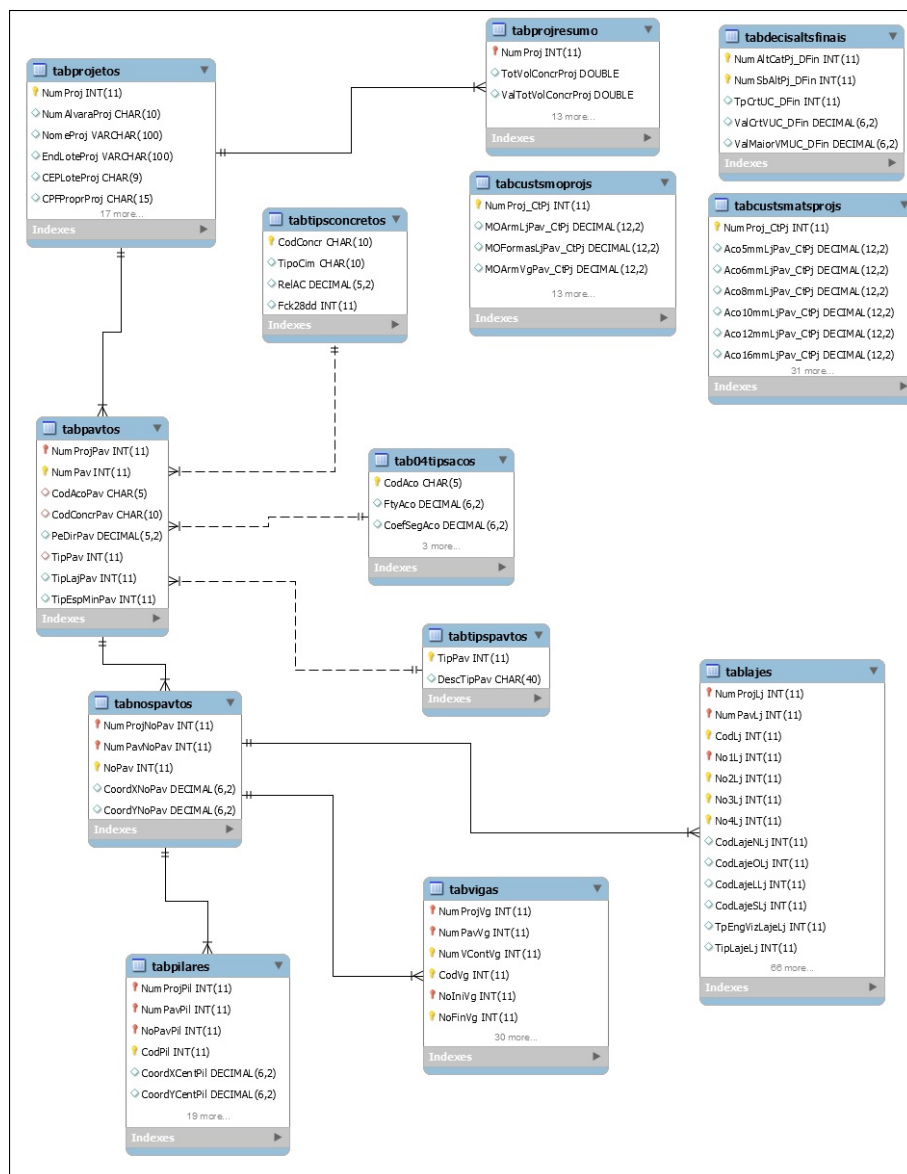 tabprojetos
NumProj INT(11)
NumAlvaraProj CHAR(10)
NomeProj VARCHAR(100)
EndLoteProj VARCHAR(100)
CEPLoteProj CHAR(9)
CPFProprProj CHAR(15)
17 more...
Indexes
tabprojresumo
NumProj INT(11)
TotVolConcrProj DOUBLE
ValTotVolConcrProj DOUBLE
13 more...
Indexes
tabdecisaltsfinais
NumAltCatPj_DFin INT(11)
NumSbAltPj_DFin INT(11)
TpCrtUC_DFin INT(11)
ValCrtVUC_DFin DECIMAL(6,2)
ValMaiorVMUC_DFin DECIMAL(6,2)
Indexes
tabtipsconcretos
CodConcr CHAR(10)
TipoCim CHAR(10)
RelAC DECIMAL(5,2)
Fck28dd INT(11)
Indexes
tabcustsmoprojs
NumProj_CtPj INT(11)
MOArmLjPav_CtPj DECIMAL(12,2)
MOFormasLjPav_CtPj DECIMAL(12,2)
MOArmVgPav_CtPj DECIMAL(12,2)
13 more...
Indexes
tabcustsmatsprojs
NumProj_CtPj INT(11)
Aco5mmLjPav_CtPj DECIMAL(12,2)
Aco6mmLjPav_CtPj DECIMAL(12,2)
Aco8mmLjPav_CtPj DECIMAL(12,2)
Aco10mmLjPav_CtPj DECIMAL(12,2)
Aco12mmLjPav_CtPj DECIMAL(12,2)
Aco16mmLjPav_CtPj DECIMAL(12,2)
31 more...
Indexes
tabpavtos
NumProjPav INT(11)
NumPav INT(11)
CodAcoPav CHAR(5)
CodConcrPav CHAR(10)
PeDirPav DECIMAL(5,2)
TipPav INT(11)
TipLajPav INT(11)
TipEspMinPav INT(11)
Indexes
tab04tipsacos
CodAco CHAR(5)
FtyAco DECIMAL(6,2)
CoefSegAco DECIMAL(6,2)
3 more...
Indexes
tabtipspavtos
TipPav INT(11)
DescTipPav CHAR(40)
Indexes
tabnospavtos
NumProjNoPav INT(11)
NumPavNoPav INT(11)
NoPav INT(11)
CoordXNoPav DECIMAL(6,2)
CoordYNoPav DECIMAL(6,2)
Indexes
tablajes
NumProjLj INT(11)
NumPavLj INT(11)
CodLj INT(11)
No1Lj INT(11)
No2Lj INT(11)
No3Lj INT(11)
No4Lj INT(11)
CodLajeNLj INT(11)
CodLajeOLj INT(11)
CodLajeLLj INT(11)
CodLajeSLj INT(11)
TpEngVizLajeLj INT(11)
TipLajeLj INT(11)
66 more...
Indexes
tabvigas
NumProjVg INT(11)
NumPavVg INT(11)
NumVContVg INT(11)
CodVg INT(11)
NoIniVg INT(11)
NoFinVg INT(11)
30 more...
Indexes
tabpilares
NumProjPil INT(11)
NumPavPil INT(11)
NoPavPil INT(11)
CodPil INT(11)
CoordXCentPil DECIMAL(6,2)
CoordYCentPil DECIMAL(6,2)
19 more...
Indexes